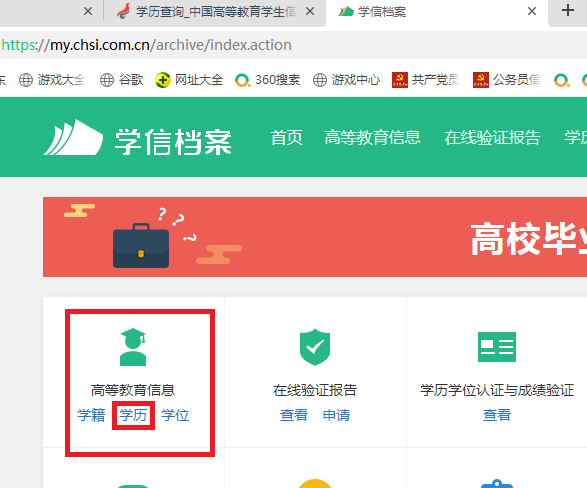 学历查询_中国高等教育学生信
学信档案
https://my.chsi.com.cn/archive/index.action
东 游戏大全 谷歌 网址大全 360搜索 游戏中心 共产党员 公务员信
学信档案 首页 高等教育信息 在线验证报告 学历
? ? ?
高校毕业
高等教育信息 在线验证报告 学历学位认证与成绩验证
学籍 学历 学位 查看 申请 查看